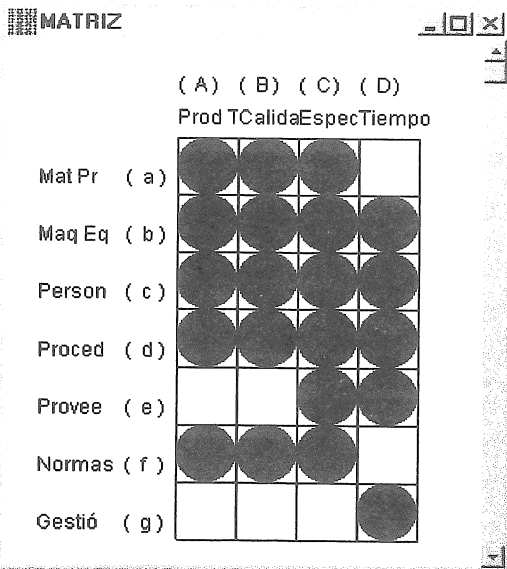 MATRIZ
( A) ( B) ( C) ( D)
Prod TCalidaEspecTiempo
Mat Pr ( a)
Maq Eq ( b)
Person ( c)
Proced ( d)
Provee ( e)
Normas ( f)
Gestió ( g)